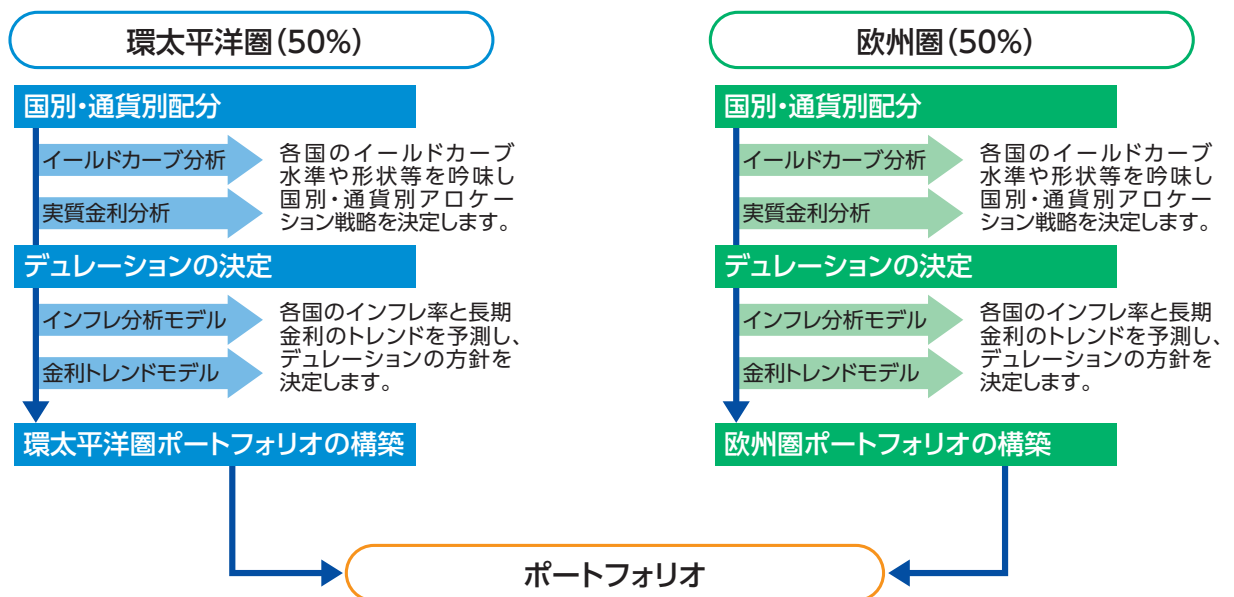 環太平洋圏(50%)
国別・通貨別配分
イールドカーブ分析
実質金利分析
各国のイールドカーブ
水準や形状等を吟味し
国別・通貨別アロケー
ション戦略を決定します。
デュレーションの決定
インフレ分析モデル
金利トレンドモデル
各国のインフレ率と長期
金利のトレンドを予測し、
デュレーションの方針を
決定します。
環太平洋圏ポートフォリオの構築
欧州圏(50%)
国別・通貨別配分
イールドカーブ分析
実質金利分析
各国のイールドカーブ
水準や形状等を吟味し
国別・通貨別アロケー
ション戦略を決定します。
デュレーションの決定
インフレ分析モデル
金利トレンドモデル
各国のインフレ率と長期
金利のトレンドを予測し、
デュレーションの方針を
決定します。
欧州圏ポートフォリオの構築
ポートフォリオ